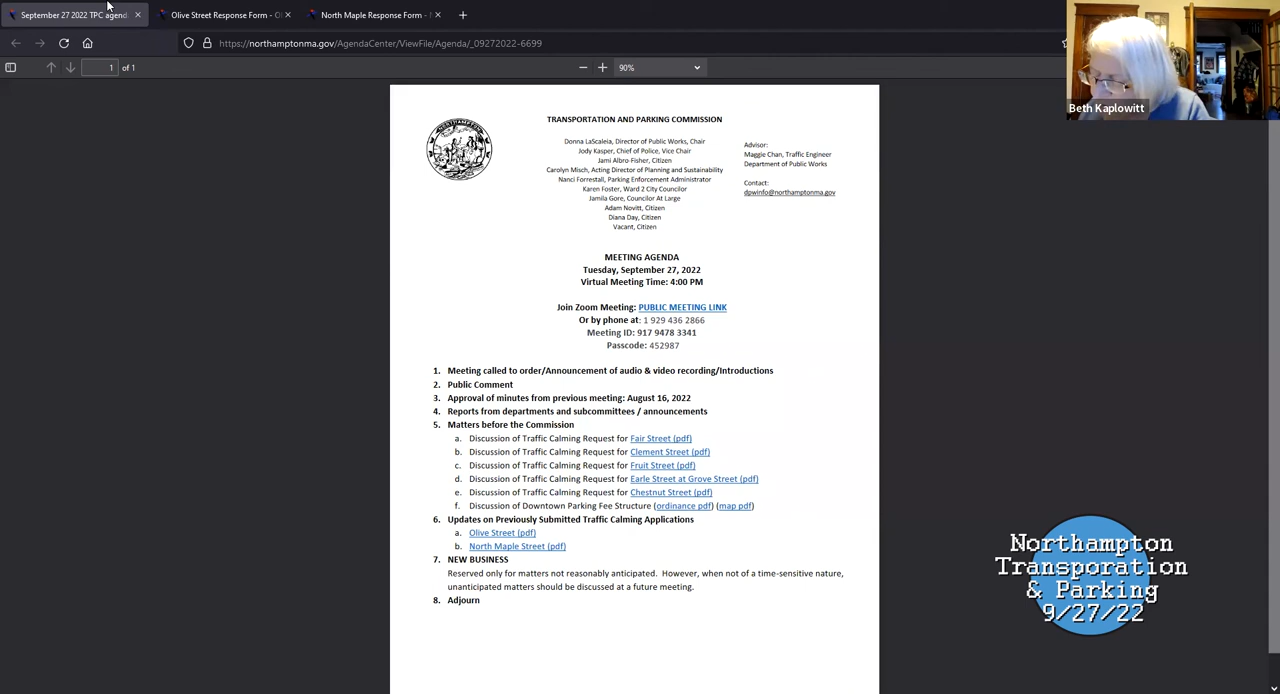 September 27 2022 TPC agend
Olive Street Response Form - Ol
North Maple Response Form - N
https://northamptonma.gov/AgendaCenter/ViewFile/Agenda/_09272022-6699
1 of 1
90%
Beth Kaplowitt
TRANSPORTATION AND PARKING COMMISSION
Donna LaScaleia, Director of Public Works, Chair
Jody Kasper, Chief of Police, Vice Chair
Jami Albro-Fisher, Citizen
Carolyn Misch, Acting Director of Planning and Sustainability
Nanci Forrestall, Parking Enforcement Administrator
Karen Foster, Ward 2 City Councilor
Jamila Gore, Councilor At Large
Adam Novitt, Citizen
Diana Day, Citizen
Vacant, Citizen
Advisor:
Maggie Chan, Traffic Engineer
Department of Public Works
Contact:
dpwinfo@northamptonma.gov
MEETING AGENDA
Tuesday, September 27, 2022
Virtual Meeting Time: 4:00 PM
Join Zoom Meeting: PUBLIC MEETING LINK
Or by phone at: 1 929 436 2866
Meeting ID: 917 9478 3341
Passcode: 452987
1. Meeting called to order/Announcement of audio & video recording/Introductions
2. Public Comment
3. Approval of minutes from previous meeting: August 16, 2022
4. Reports from departments and subcommittees / announcements
5. Matters before the Commission
a. Discussion of Traffic Calming Request for Fair Street (pdf)
b. Discussion of Traffic Calming Request for Clement Street (pdf)
c. Discussion of Traffic Calming Request for Fruit Street (pdf)
d. Discussion of Traffic Calming Request for Earle Street at Grove Street (pdf)
e. Discussion of Traffic Calming Request for Chestnut Street (pdf)
f. Discussion of Downtown Parking Fee Structure (ordinance pdf) (map pdf)
6. Updates on Previously Submitted Traffic Calming Applications
a. Olive Street (pdf)
b. North Maple Street (pdf)
7. NEW BUSINESS
Reserved only for matters not reasonably anticipated. However, when not of a time-sensitive nature,
unanticipated matters should be discussed at a future meeting.
8. Adjourn
Northampton
Transporation
& Parking
9/27/22